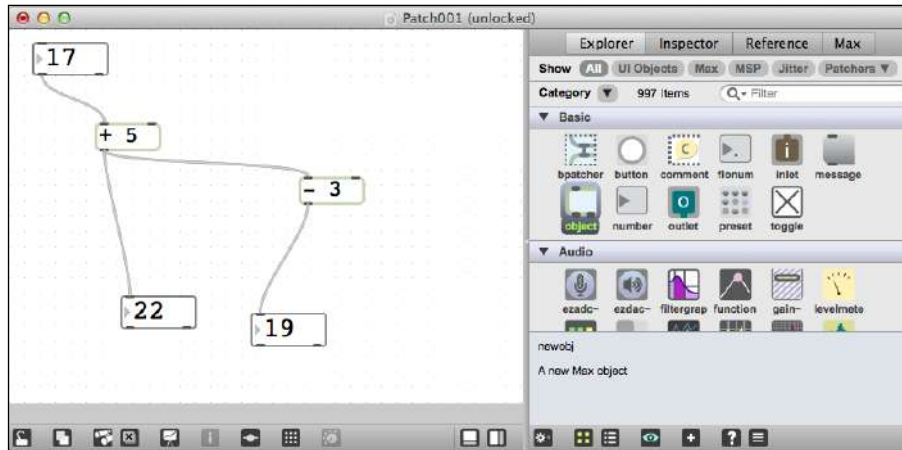 Patch001 (unlocked)
17
+ 5
- 3
22
19
Explorer Inspector Reference Max
Show All UI Objects Max MSP Jitter Patchers ▼
Category ▼ 997 Items Filter
▼ Basic
bpatcher button comment flonum inlet message
object number outlet preset toggle
▼ Audio
ezadc~ ezdac~ filtergrap function gain~ levelmete
newobj
A new Max object